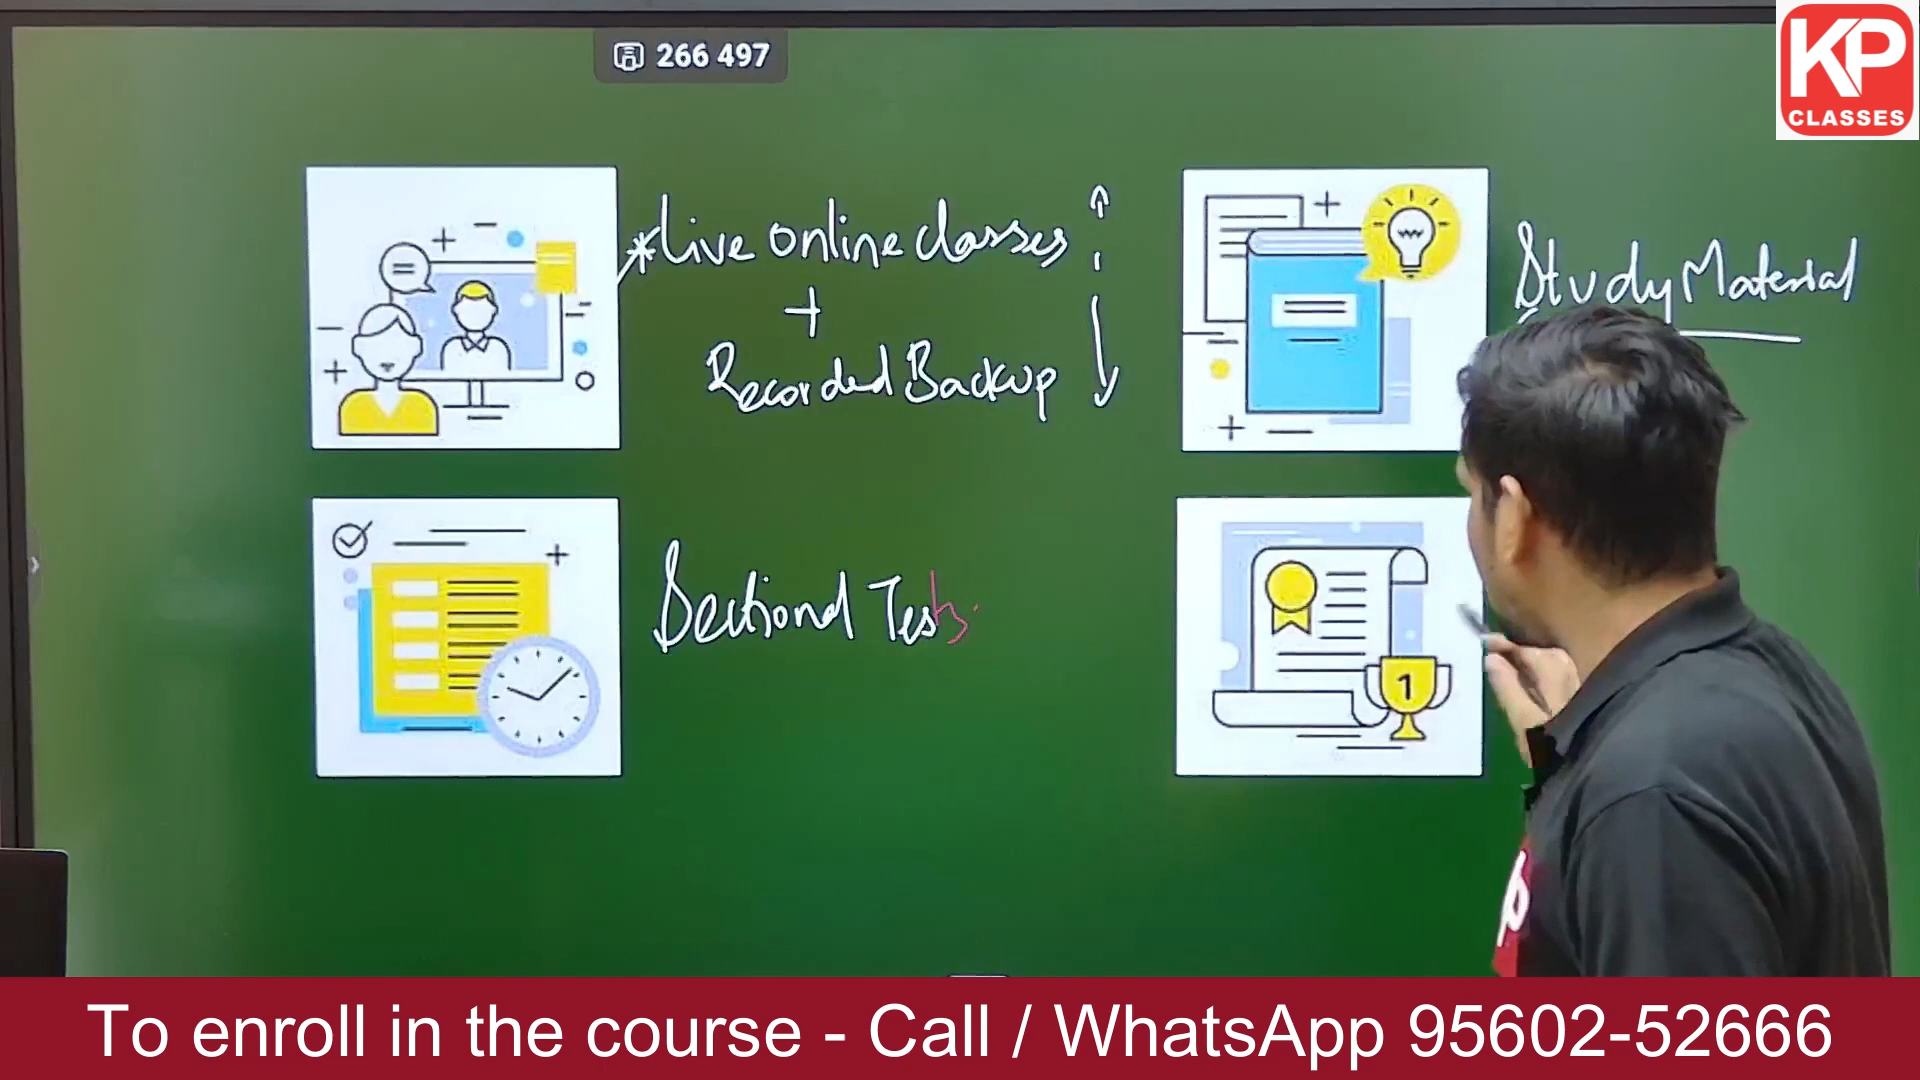 266 497
KP
CLASSES
*Live online classes
+
Recorded Backup
Study Material
Sectional Tests.
1
To enroll in the course - Call / WhatsApp 95602-52666